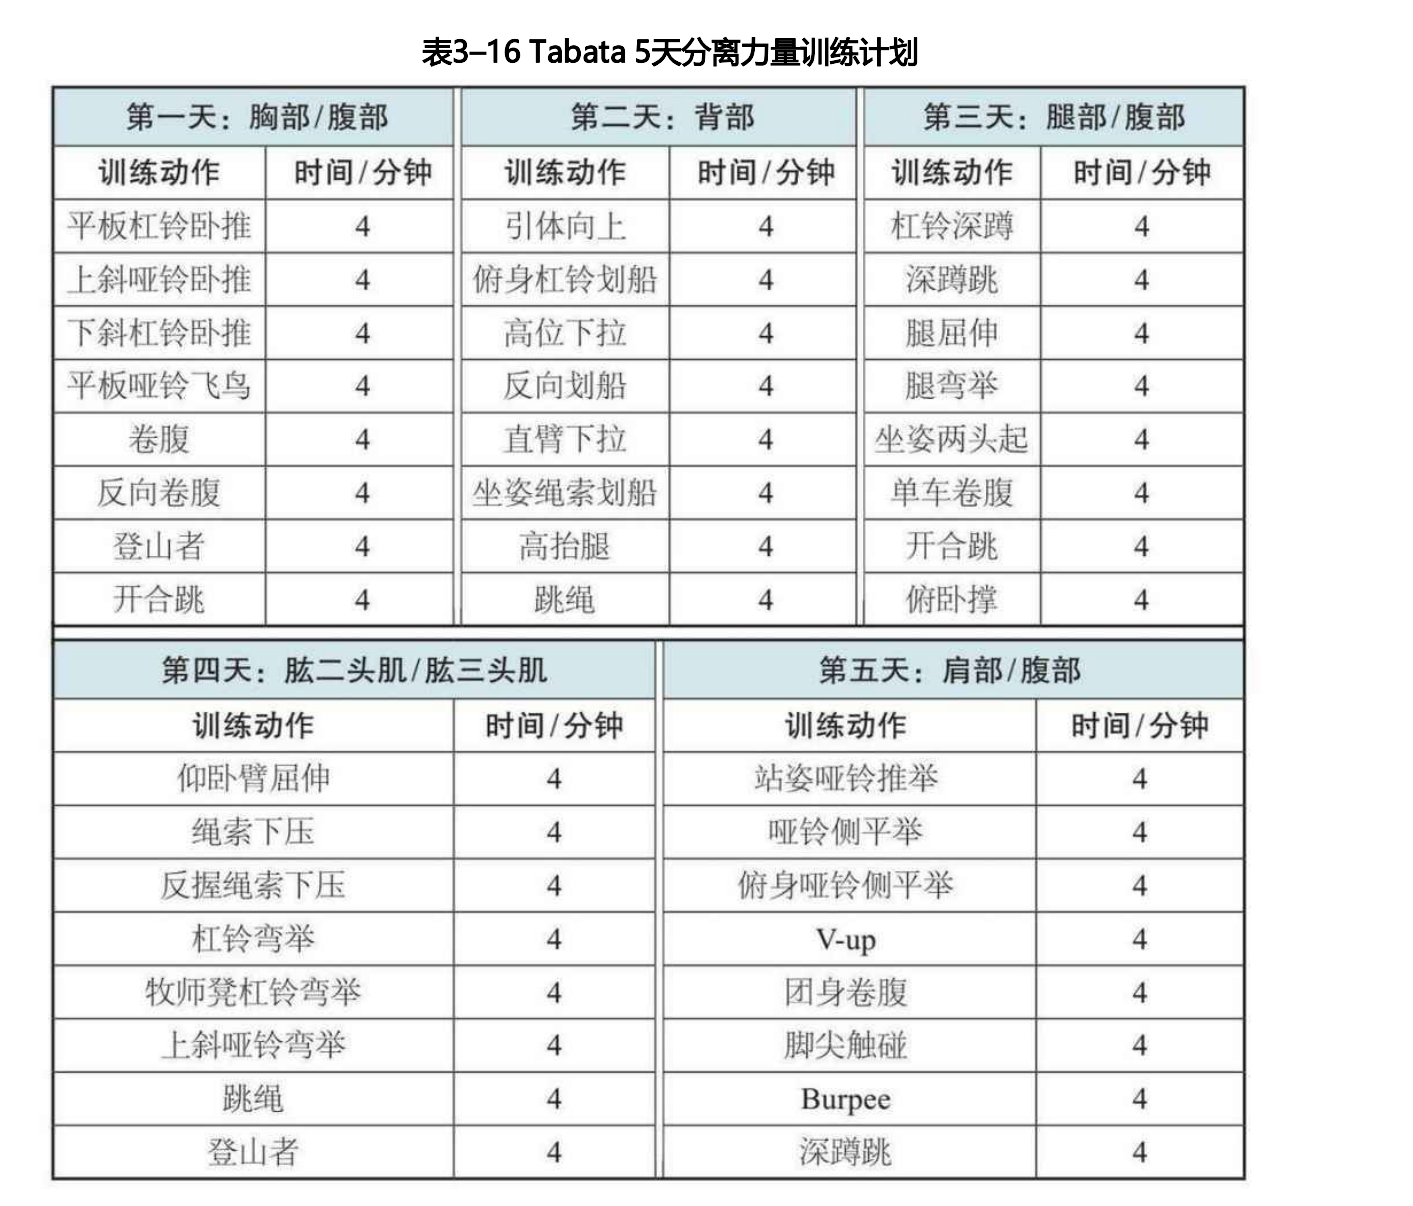 表3–16 Tabata 5天分离力量训练计划
第一天：胸部/腹部 第二天：背部 第三天：腿部/腹部
训练动作 时间/分钟 训练动作 时间/分钟 训练动作 时间/分钟
平板杠铃卧推 4 引体向上 4 杠铃深蹲 4
上斜哑铃卧推 4 俯身杠铃划船 4 深蹲跳 4
下斜杠铃卧推 4 高位下拉 4 腿屈伸 4
平板哑铃飞鸟 4 反向划船 4 腿弯举 4
卷腹 4 直臂下拉 4 坐姿两头起 4
反向卷腹 4 坐姿绳索划船 4 单车卷腹 4
登山者 4 高抬腿 4 开合跳 4
开合跳 4 跳绳 4 俯卧撑 4
第四天：肱二头肌/肱三头肌 第五天：肩部/腹部
训练动作 时间/分钟 训练动作 时间/分钟
仰卧臂屈伸 4 站姿哑铃推举 4
绳索下压 4 哑铃侧平举 4
反握绳索下压 4 俯身哑铃侧平举 4
杠铃弯举 4 V-up 4
牧师凳杠铃弯举 4 团身卷腹 4
上斜哑铃弯举 4 脚尖触碰 4
跳绳 4 Burpee 4
登山者 4 深蹲跳 4